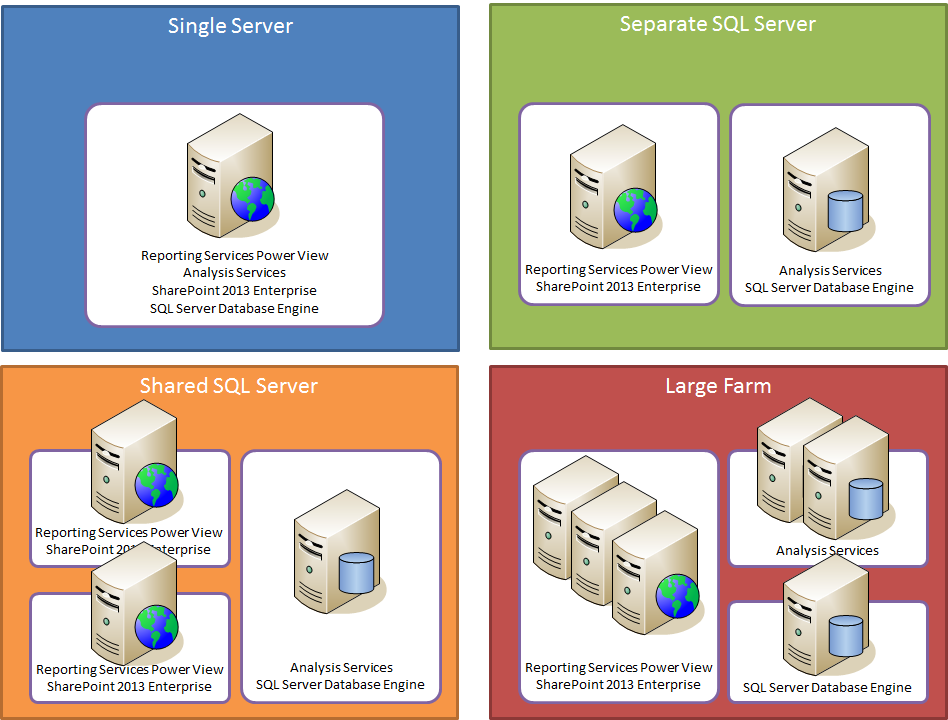 Single Server
Reporting Services Power View
Analysis Services
SharePoint 2013 Enterprise
SQL Server Database Engine
Separate SQL Server
Reporting Services Power View
SharePoint 2013 Enterprise
Analysis Services
SQL Server Database Engine
Shared SQL Server
Reporting Services Power View
SharePoint Enterprise
Reporting Services Power View
SharePoint 2013 Enterprise
Analysis Services
SQL Server Database Engine
Large Farm
Reporting Services Power View
SharePoint 2013 Enterprise
Analysis Services
SQL Server Database Engine